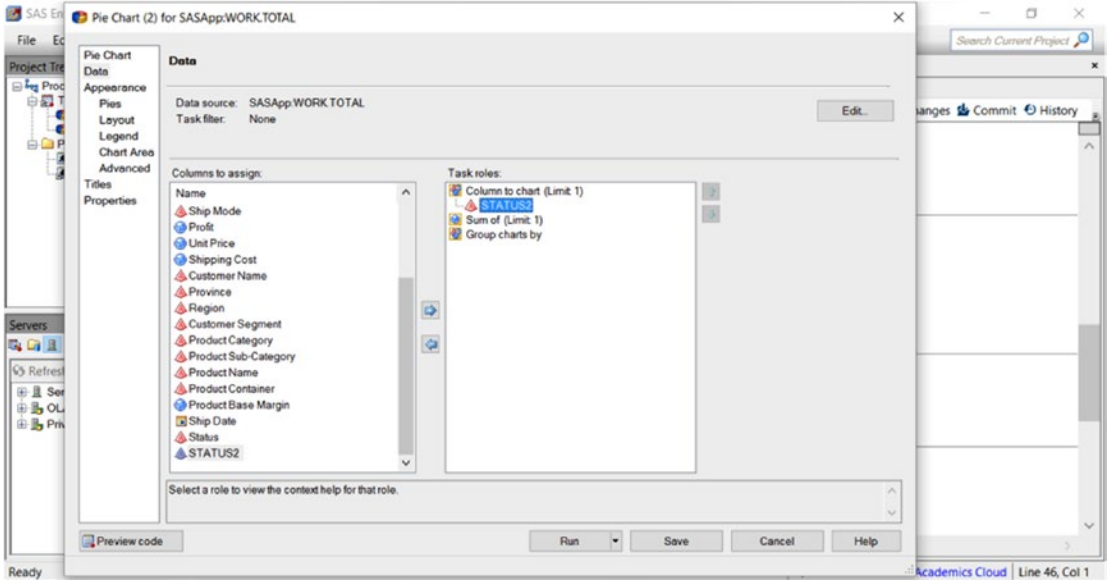 SAS En
Pie Chart (2) for SASApp:WORK.TOTAL
File Ec
Search Current Project
Project Tre
Proc
T
P
Pie Chart
Data
Appearance
Pies
Layout
Legend
Chart Area
Advanced
Titles
Properties
Data
Data source: SASApp:WORK.TOTAL
Task filter: None
Edit...
anges Commit History
Columns to assign:
Name
Ship Mode
Profit
Unit Price
Shipping Cost
Customer Name
Province
Region
Customer Segment
Product Category
Product Sub-Category
Product Name
Product Container
Product Base Margin
Ship Date
Status
STATUS2
Task roles:
Column to chart (Limit: 1)
STATUS2
Sum of (Limit: 1)
Group charts by
Servers
Refresh
Ser
OLA
Priv
Select a role to view the context help for that role.
Preview code
Run Save Cancel Help
Ready
Academics Cloud Line 46, Col 1